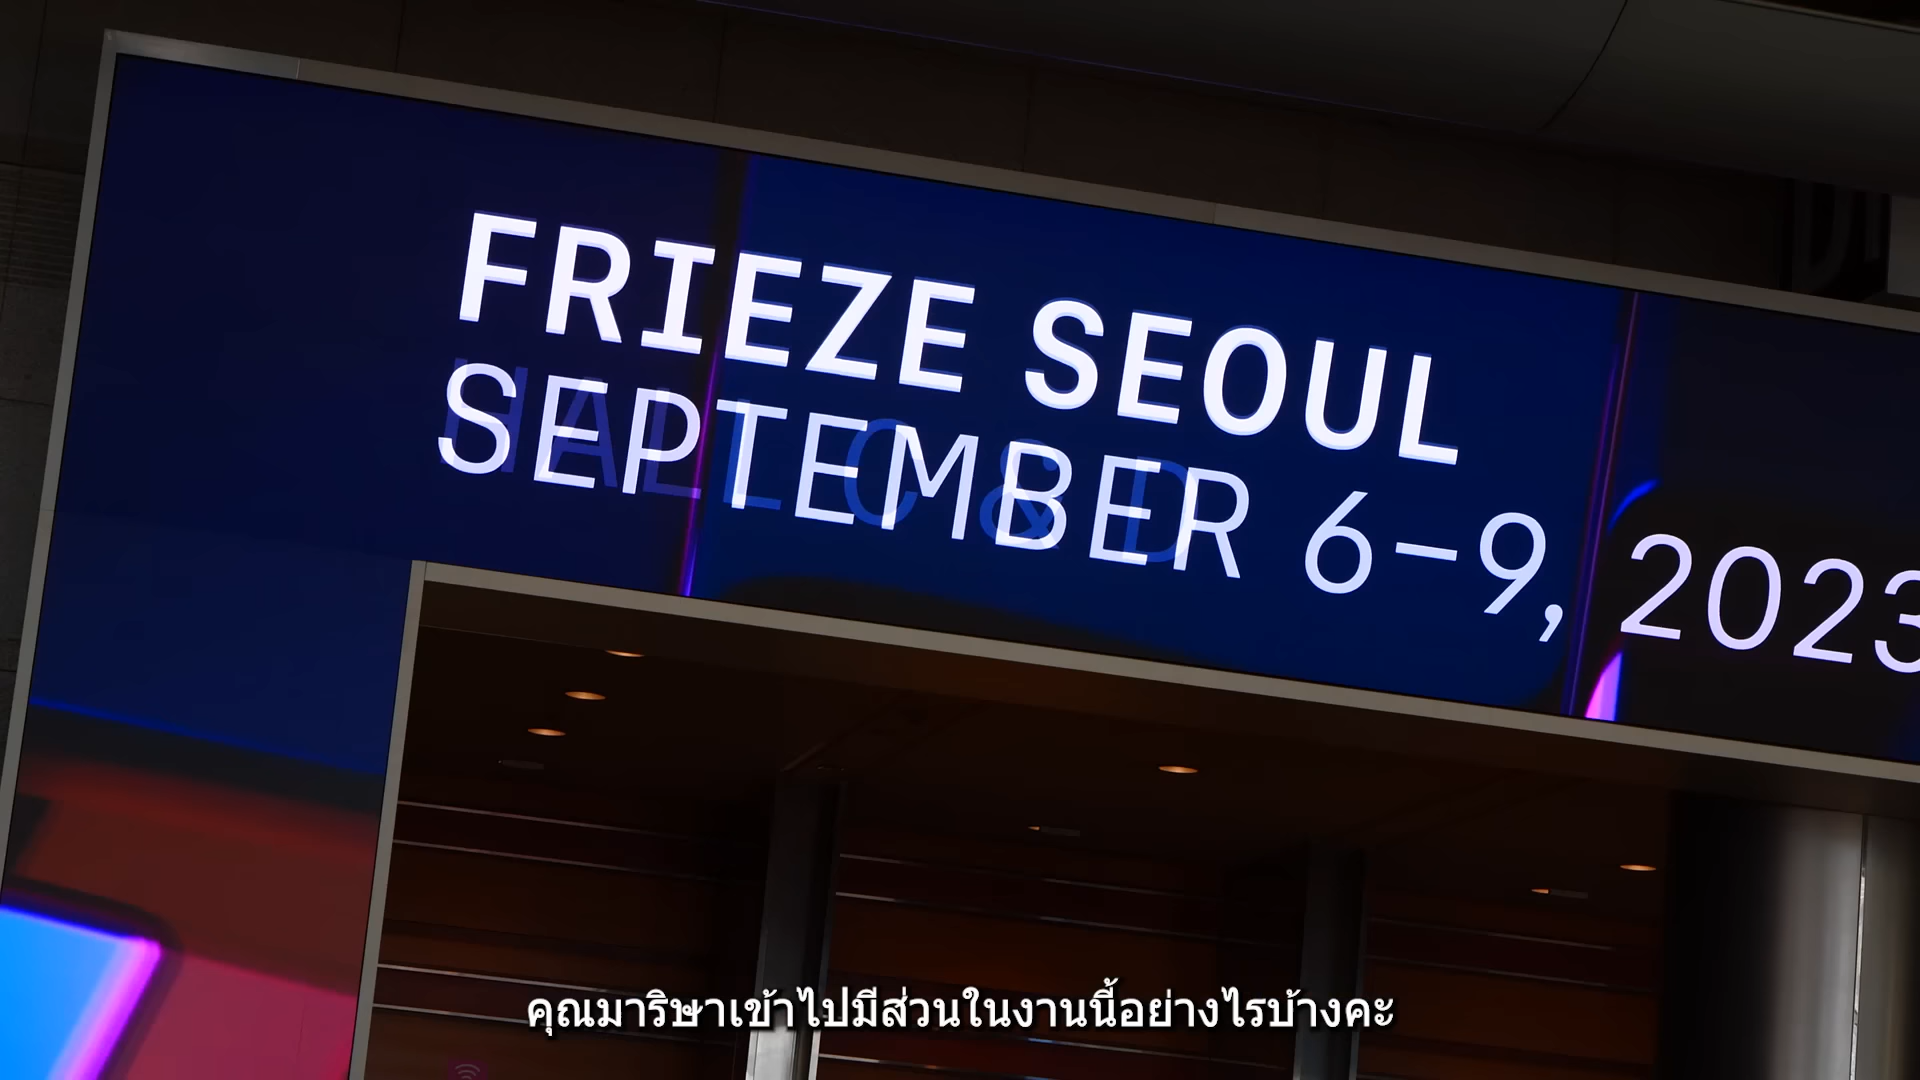 FRIEZE SEOUL
SEPTEMBER 6–9, 2023
HALL C & D
คุณมาริษาเข้าไปมีส่วนในงานนี้อย่างไรบ้างคะ